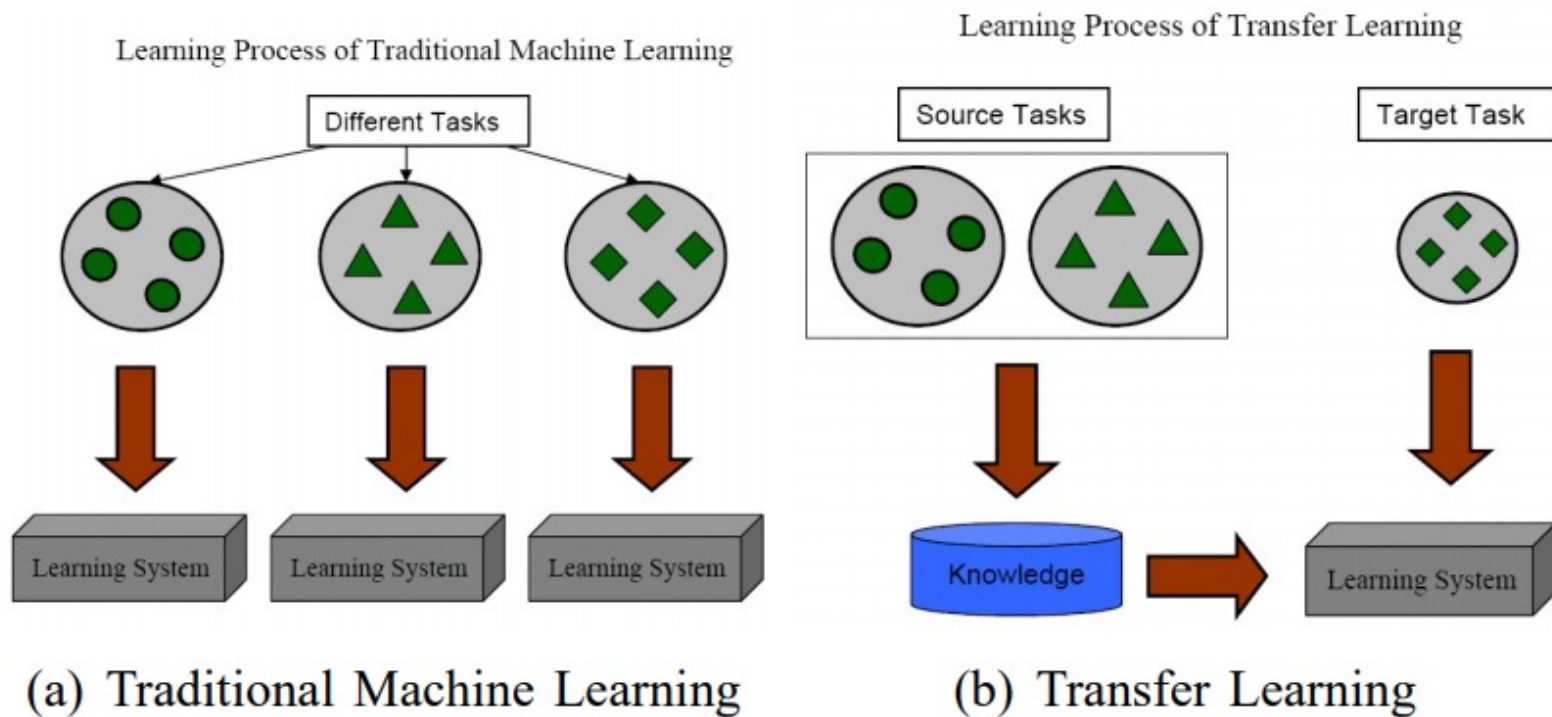 Learning Process of Traditional Machine Learning
Different Tasks
Learning System
Learning System
Learning System
(a) Traditional Machine Learning
Learning Process of Transfer Learning
Source Tasks
Target Task
Knowledge
Learning System
(b) Transfer Learning